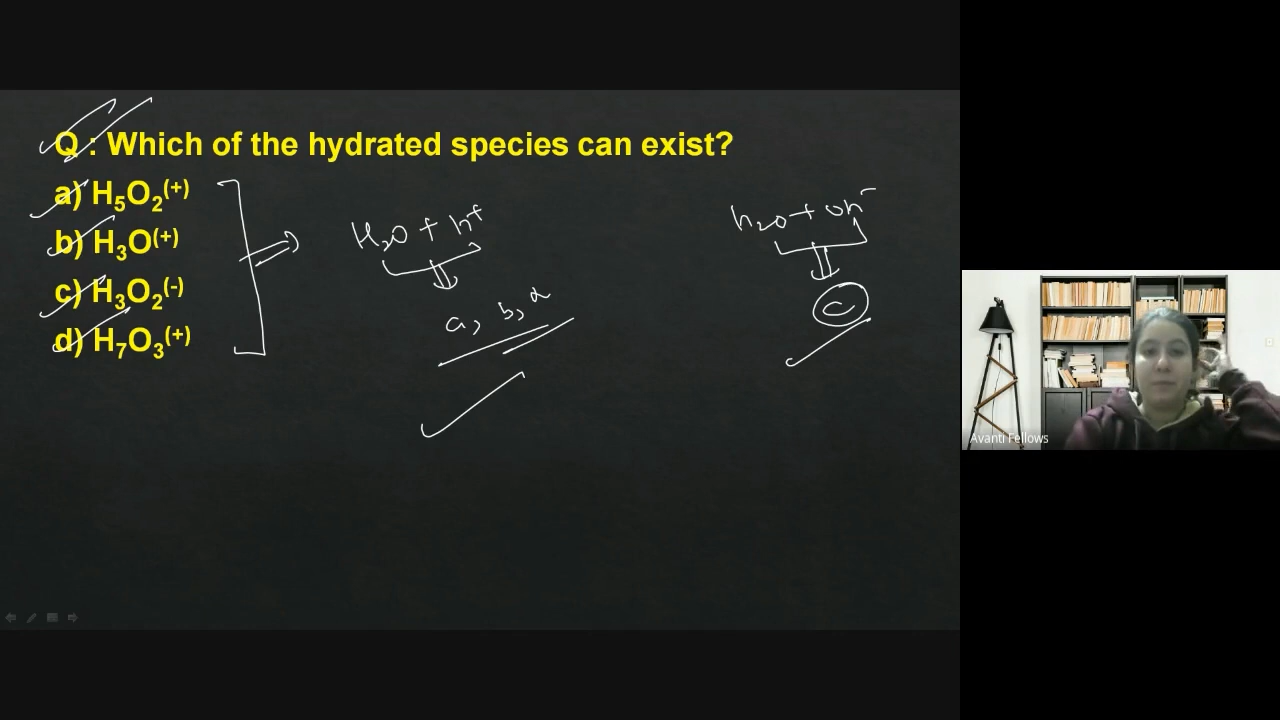 Q : Which of the hydrated species can exist?
a) H₅O₂⁽⁺⁾
b) H₃O⁽⁺⁾
c) H₃O₂⁽⁻⁾
d) H₇O₃⁽⁺⁾
H₂O + h⁺
a, b, d
h₂O + Oh⁻
c
Avanti Fellows